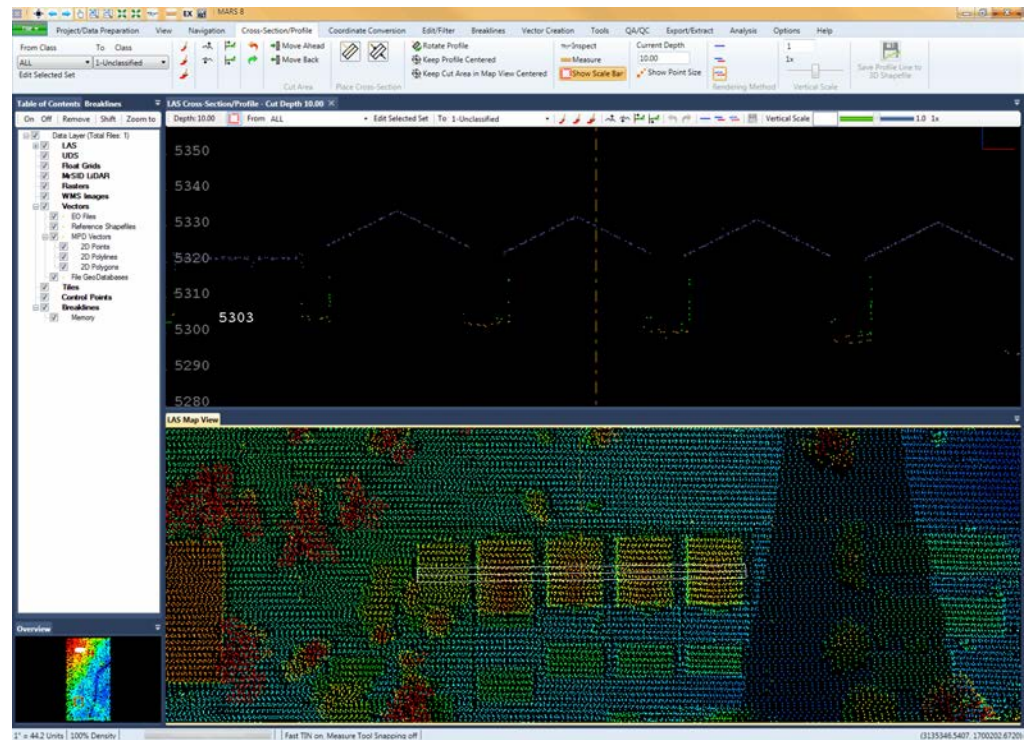 EX MARS 8
Project/Data Preparation View Navigation Cross-Section/Profile Coordinate Conversion Edit/Filter Breaklines Vector Creation Tools QA/QC Export/Extract Analysis Options Help
From Class To Class
ALL 1-Unclassified
Edit Selected Set
Move Ahead
Move Back
Cut Area
Place Cross-Section
Rotate Profile
Keep Profile Centered
Keep Cut Area in Map View Centered
Inspect
Measure
Show Scale Bar
Current Depth
10.00
Show Point Size
Rendering Method
1
1x
Vertical Scale
Save Profile Line to
3D Shapefile
Table of Contents Breaklines
On Off Remove Shift Zoom to
Data Layer (Total Files: 1)
LAS
UDS
Float Grids
MrSID LiDAR
Rasters
WMS Images
Vectors
EO Files
Reference Shapefiles
MPD Vectors
2D Points
2D Polylines
2D Polygons
File GeoDatabases
Tiles
Control Points
Breaklines
Memory
Overview
LAS Cross-Section/Profile - Cut Depth 10.00
Depth: 10.00 From ALL Edit Selected Set To 1-Unclassified Vertical Scale 1.0 1x
5350
5340
5330
5320
5310
5303
5300
5290
5280
LAS Map View
1" = 44.2 Units 100% Density Fast TIN on, Measure Tool Snapping off (3135346.5407, 1700202.6720)